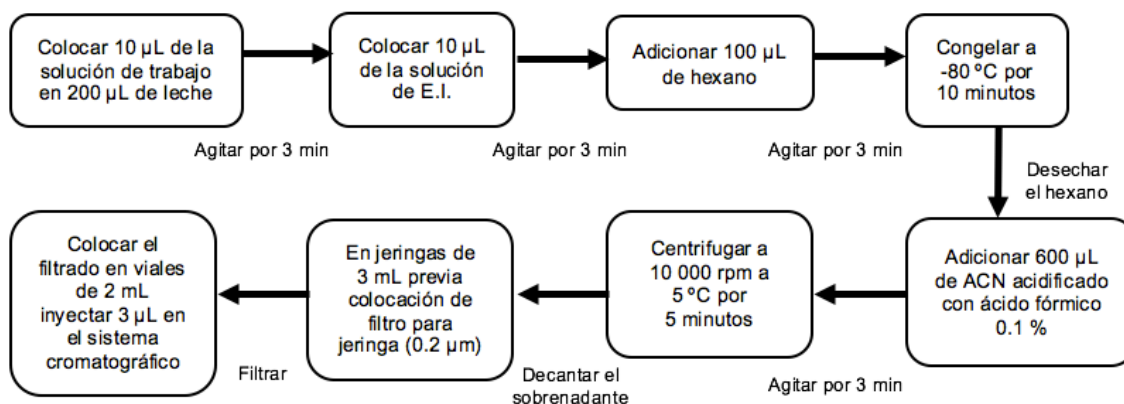 Colocar 10 µL de la
solución de trabajo
en 200 µL de leche
Agitar por 3 min
Colocar 10 µL
de la solución
de E.I.
Agitar por 3 min
Adicionar 100 µL
de hexano
Agitar por 3 min
Congelar a
-80 ºC por
10 minutos
Desechar
el hexano
Adicionar 600 µL
de ACN acidificado
con ácido fórmico
0.1 %
Agitar por 3 min
Centrifugar a
10 000 rpm a
5 ºC por
5 minutos
Decantar el
sobrenadante
En jeringas de
3 mL previa
colocación de
filtro para
jeringa (0.2 µm)
Filtrar
Colocar el
filtrado en viales
de 2 mL
inyectar 3 µL en
el sistema
cromatográfico